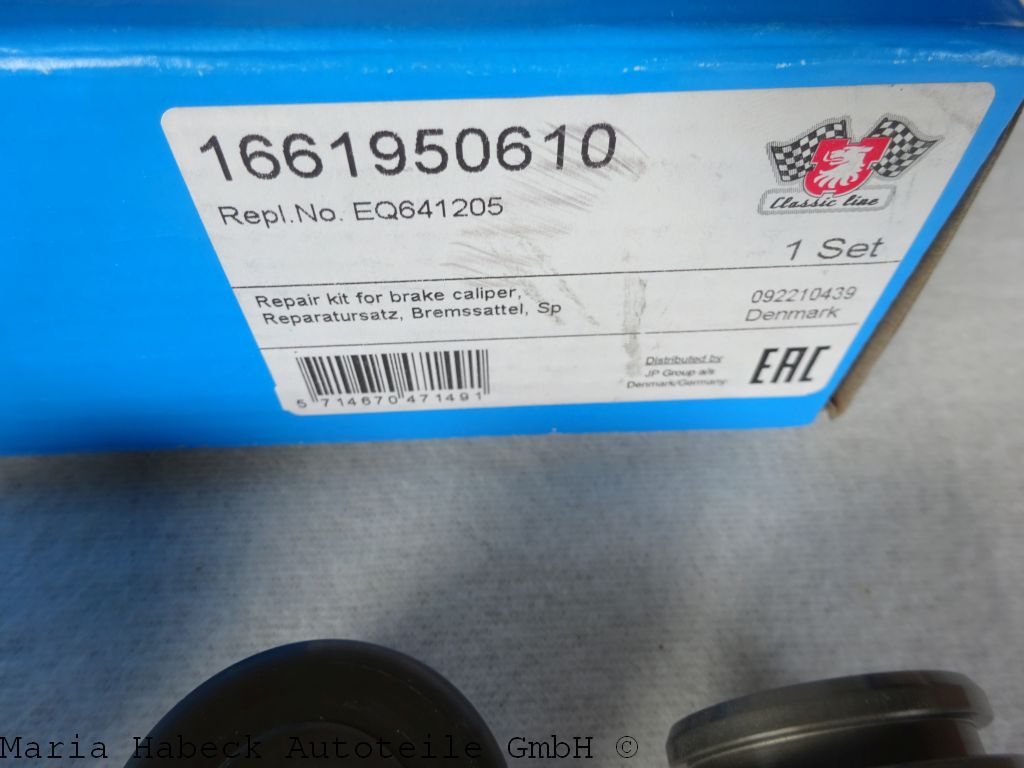 1661950610
Repl.No. EQ641205
Classic line
1 Set
Repair kit for brake caliper,
Reparatursatz, Bremssattel, Sp
092210439
Denmark
5 714670 471491
Distributed by
JP Group a/s
Denmark/Germany
EAC
Maria Habeck Autoteile GmbH ©